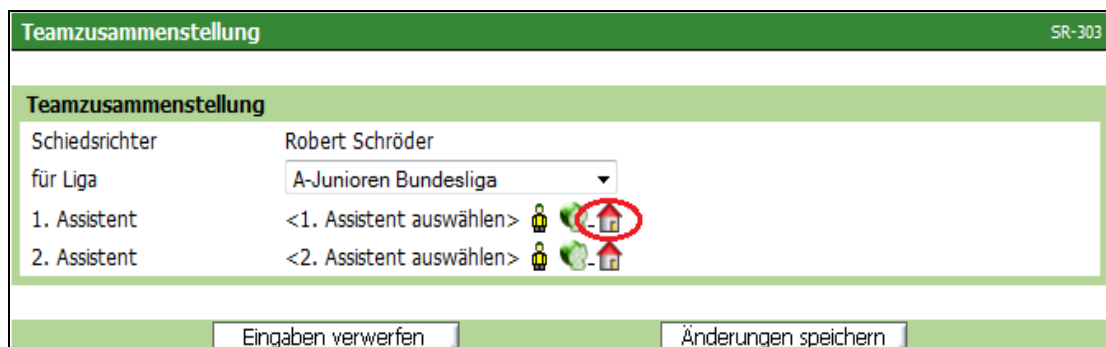 Teamzusammenstellung SR-303
Teamzusammenstellung
Schiedsrichter Robert Schröder
für Liga A-Junioren Bundesliga
1. Assistent <1. Assistent auswählen>
2. Assistent <2. Assistent auswählen>
Eingaben verwerfen Änderungen speichern